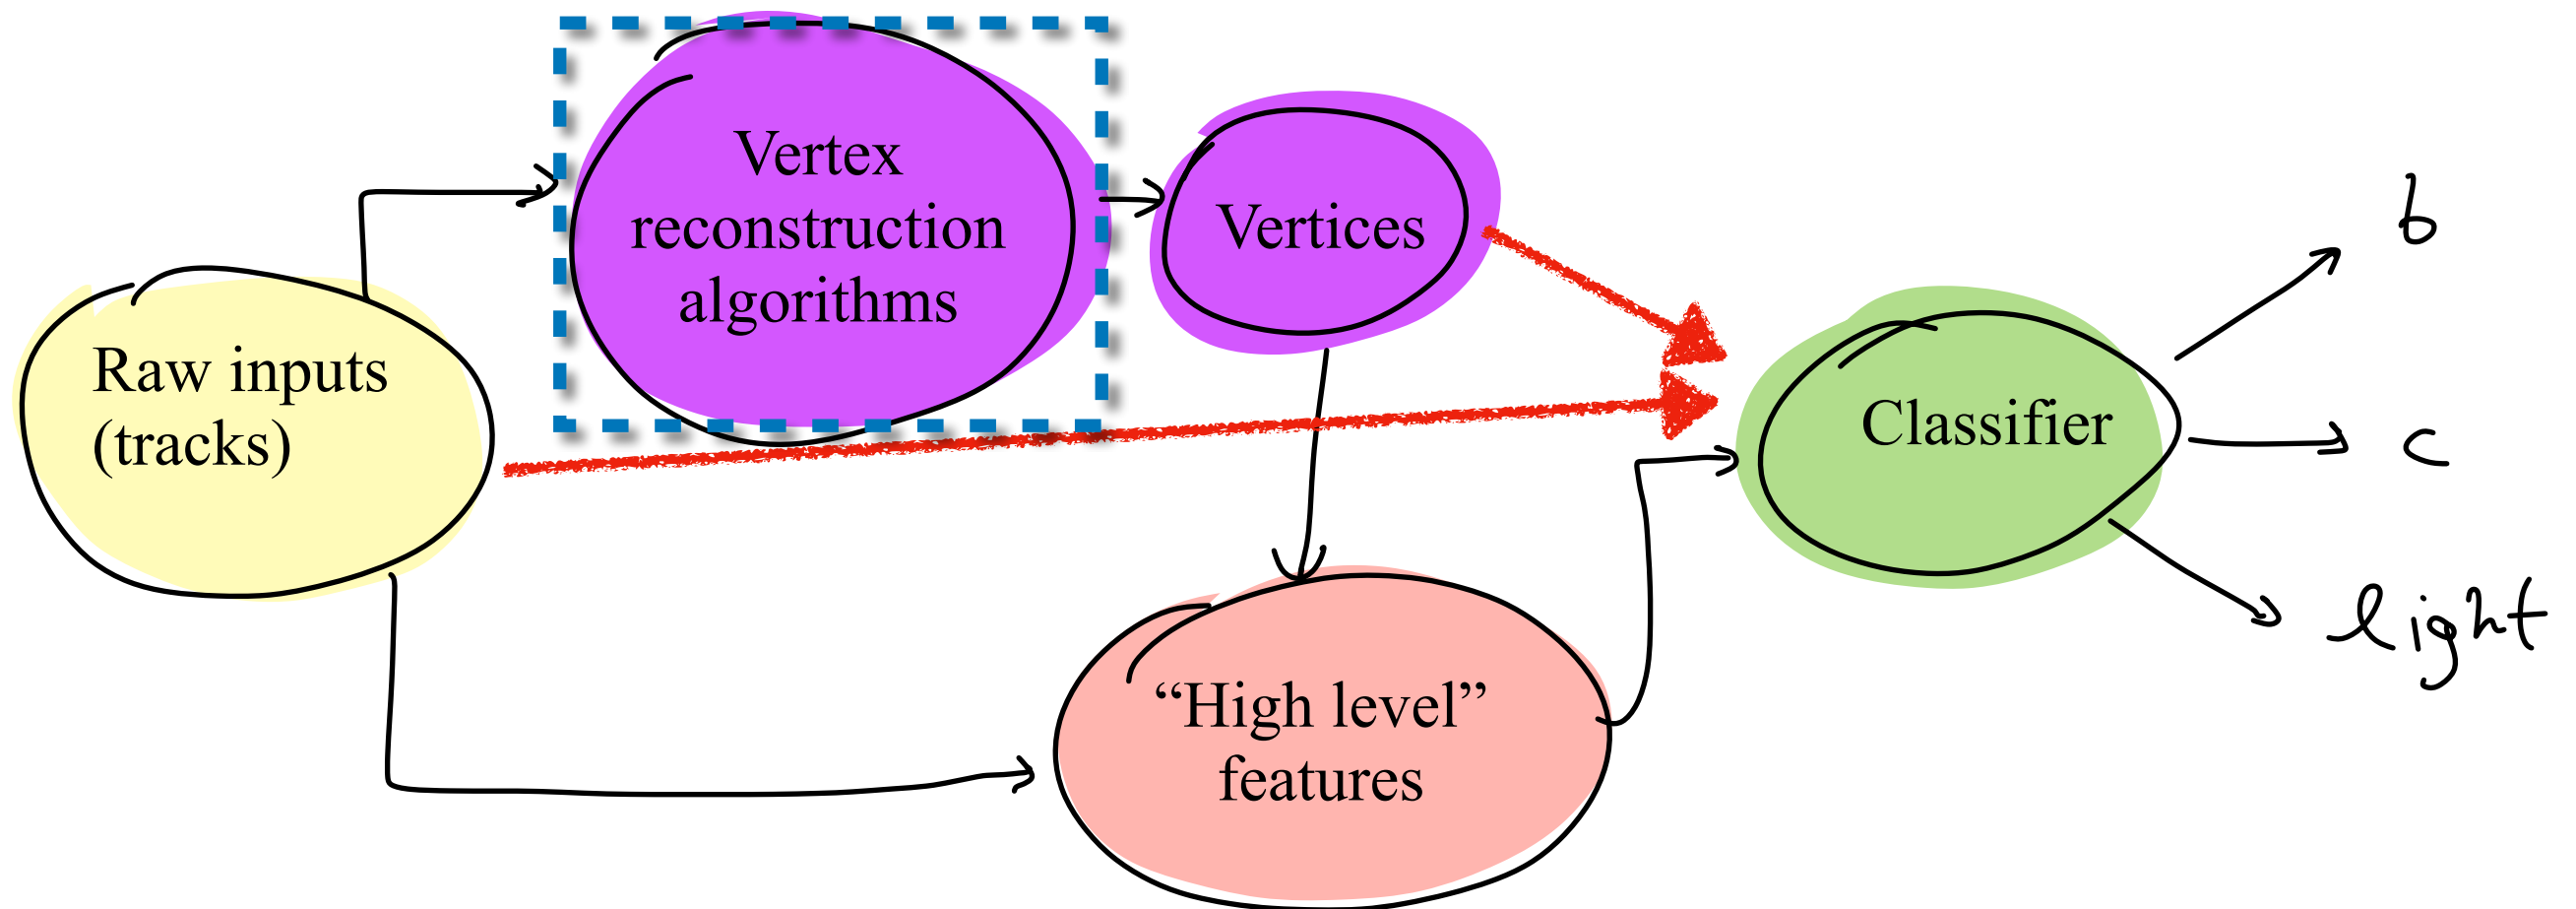 Vertex
reconstruction
algorithms
Vertices
Raw inputs
(tracks)
Classifier
b
c
light
“High level”
features